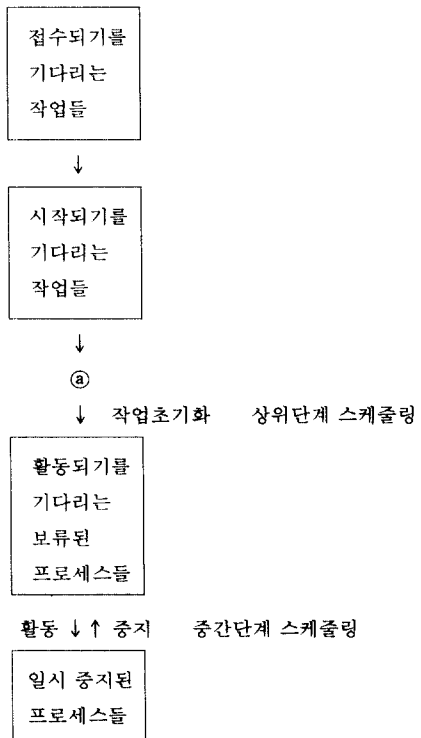 접수되기를
기다리는
작업들
↓
시작되기를
기다리는
작업들
↓
ⓐ
↓ 작업초기화 상위단계 스케줄링
활동되기를
기다리는
보류된
프로세스들
활동 ↓↑ 중지 중간단계 스케줄링
일시 중지된
프로세스들